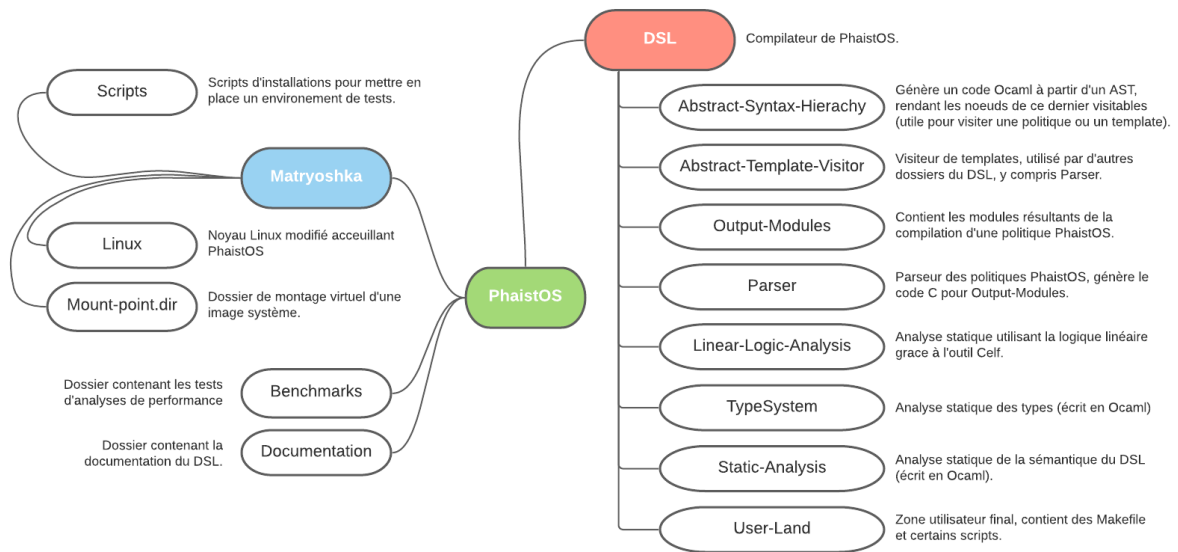 DSL
Compilateur de PhaistOS.
Scripts
Scripts d'installations pour mettre en
place un environement de tests.
Matryoshka
Linux
Noyau Linux modifié acceuillant
PhaistOS
Mount-point.dir
Dossier de montage virtuel d'une
image système.
PhaistOS
Dossier contenant les tests
d'analyses de performance
Benchmarks
Dossier contenant la
documentation du DSL.
Documentation
Abstract-Syntax-Hierachy
Génère un code Ocaml à partir d'un AST,
rendant les noeuds de ce dernier visitables
(utile pour visiter une politique ou un template).
Abstract-Template-Visitor
Visiteur de templates, utilisé par d'autres
dossiers du DSL, y compris Parser.
Output-Modules
Contient les modules résultants de la
compilation d'une politique PhaistOS.
Parser
Parseur des politiques PhaistOS, génère le
code C pour Output-Modules.
Linear-Logic-Analysis
Analyse statique utilisant la logique linéaire
grace à l'outil Celf.
TypeSystem
Analyse statique des types (écrit en Ocaml)
Static-Analysis
Analyse statique de la sémantique du DSL
(écrit en Ocaml).
User-Land
Zone utilisateur final, contient des Makefile
et certains scripts.